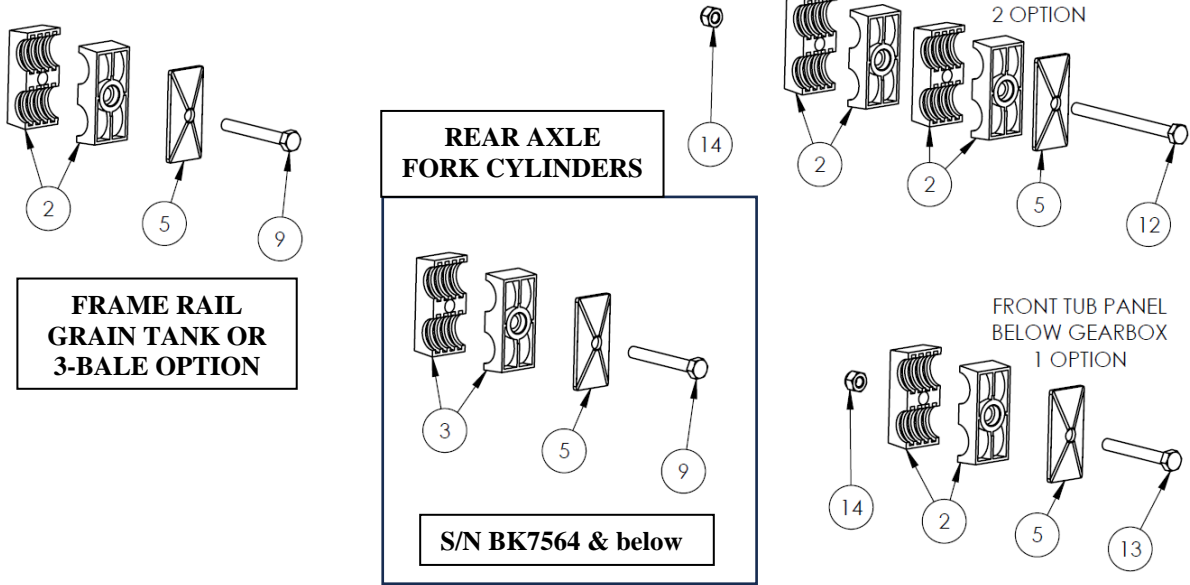 2
5
9
FRAME RAIL
GRAIN TANK OR
3-BALE OPTION
14
REAR AXLE
FORK CYLINDERS
3
5
9
S/N BK7564 & below
2 OPTION
2
2
5
12
FRONT TUB PANEL
BELOW GEARBOX
1 OPTION
14
2
5
13